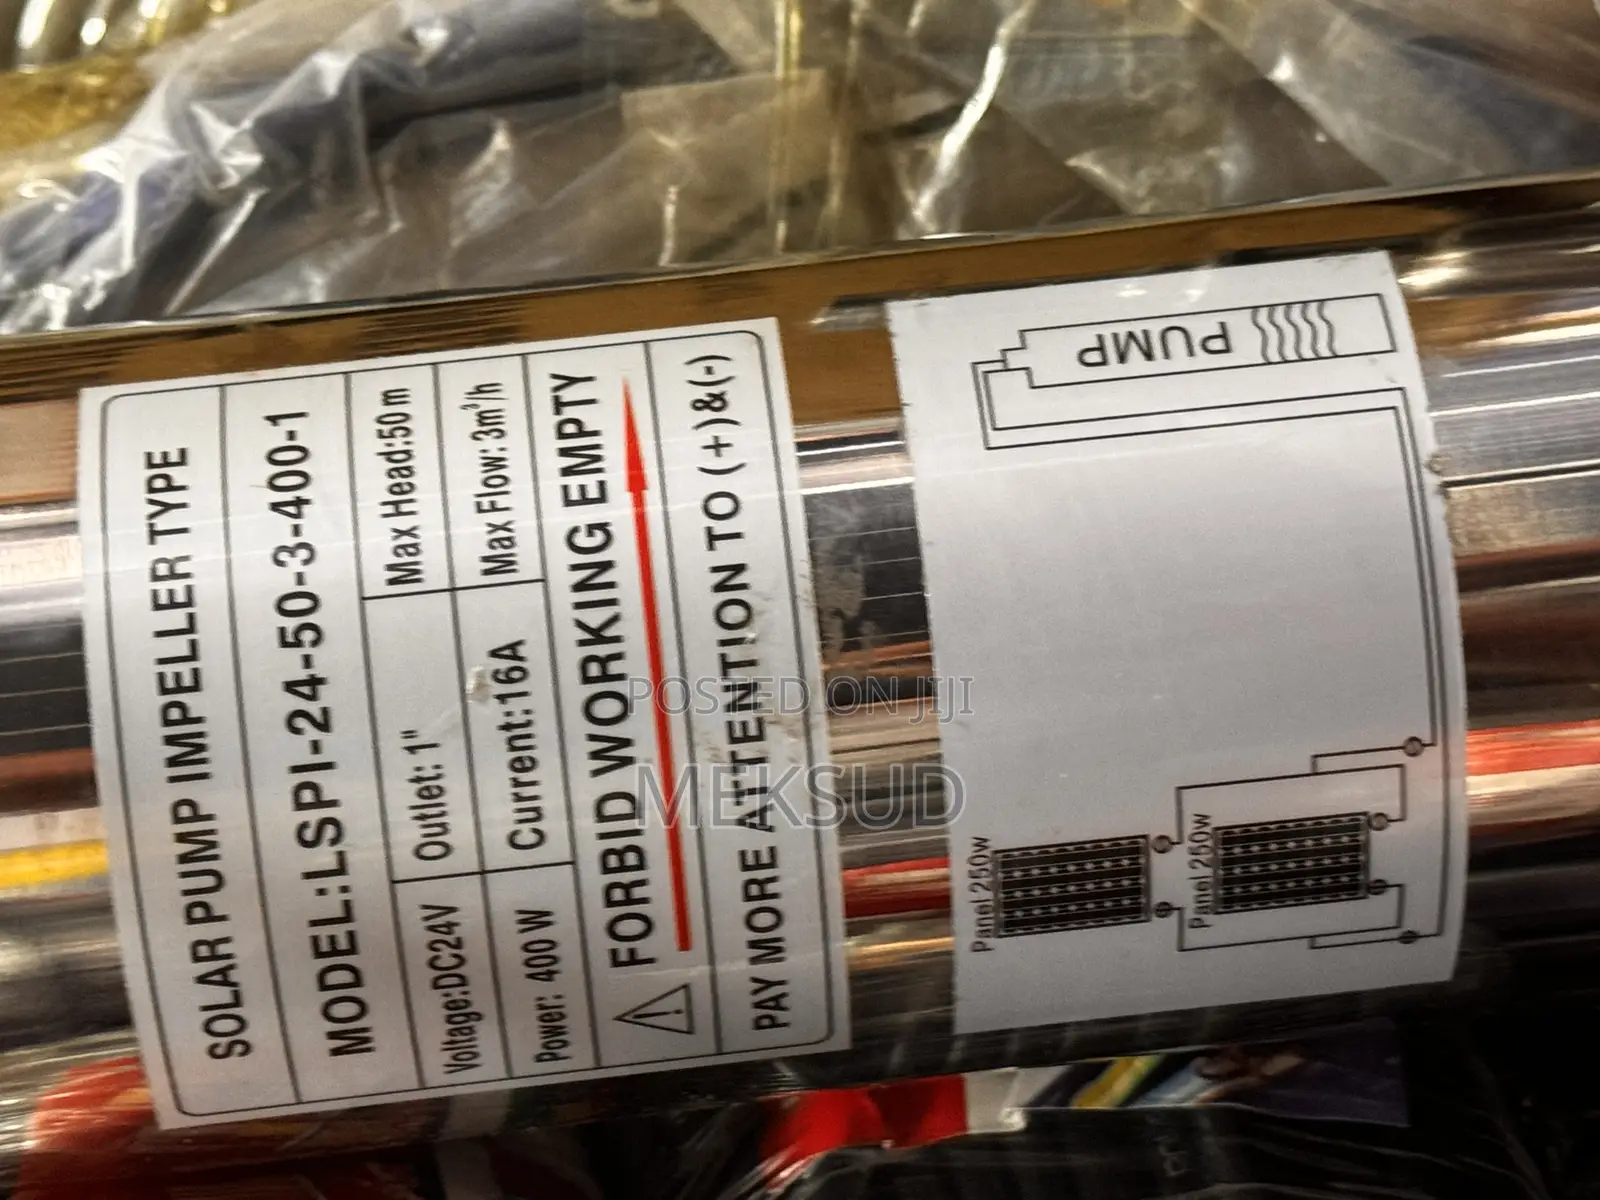 SOLAR PUMP IMPELLER TYPE
MODEL:LSPI-24-50-3-400-1
Voltage:DC24V Outlet: 1" Max Head:50m
Power: 400W Current:16A Max Flow: 3m³/h
FORBID WORKING EMPTY
PAY MORE ATTENTION TO (+)&(-)
PUMP
Panel 250w
Panel 250w
POSTED ON JIJI
MEKSUD